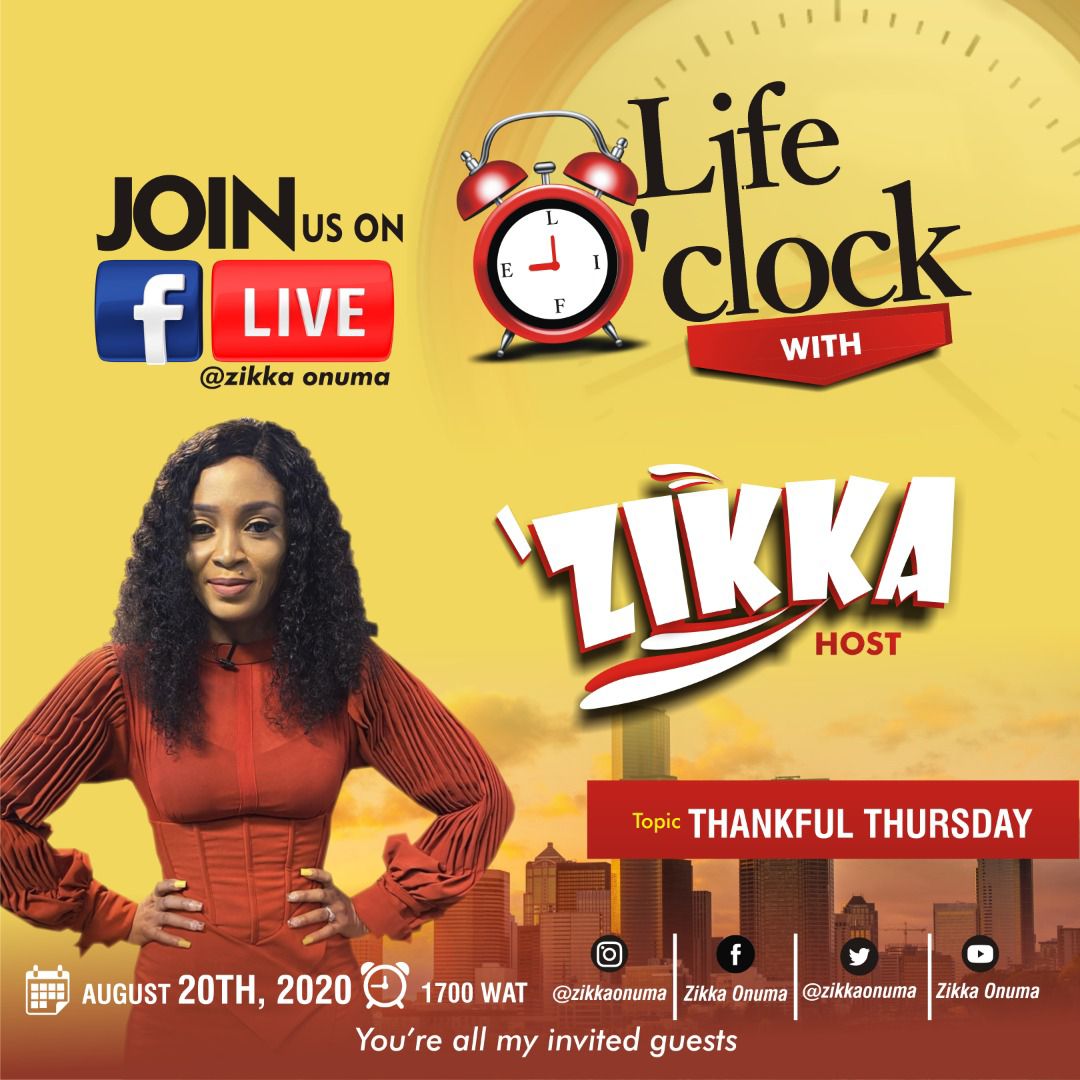 JOIN US ON
f LIVE
@zikka onuma
Life
O'clock
WITH
L
E I
F
'ZIKKA
HOST
Topic THANKFUL THURSDAY
AUGUST 20TH, 2020 1700 WAT
@zikkaonuma
f
Zikka Onuma
@zikkaonuma
Zikka Onuma
You're all my invited guests